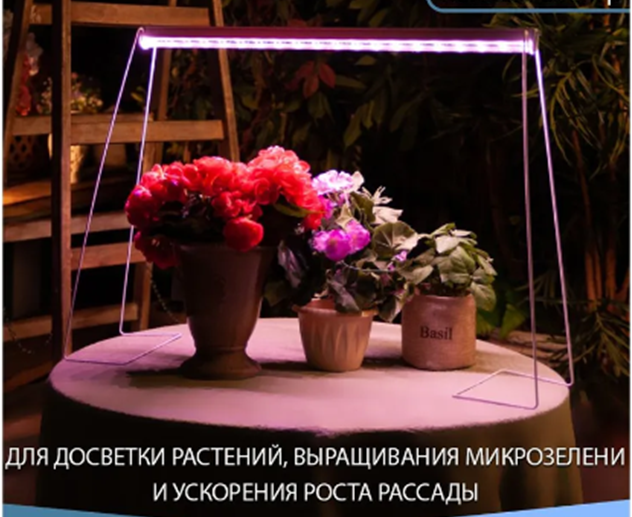 Basil
ДЛЯ ДОСВЕТКИ РАСТЕНИЙ, ВЫРАЩИВАНИЯ МИКРОЗЕЛЕНИ
И УСКОРЕНИЯ РОСТА РАССАДЫ